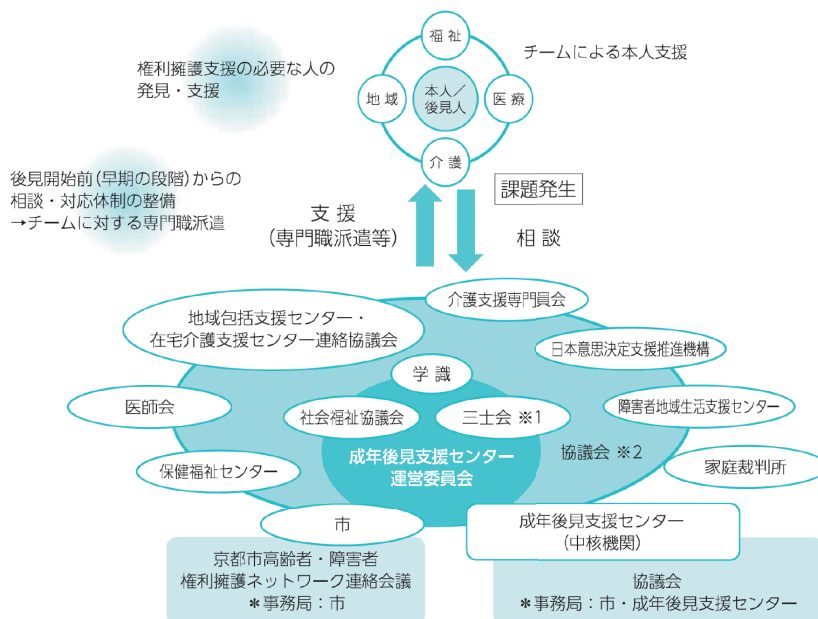 福祉
チームによる本人支援
権利擁護支援の必要な人の
発見・支援
地域
本人／
後見人
医療
介護
後見開始前(早期の段階)からの
相談・対応体制の整備
→チームに対する専門職派遣
支援
(専門職派遣等)
課題発生
相談
介護支援専門員会
地域包括支援センター・
在宅介護支援センター連絡協議会
日本意思決定支援推進機構
学識
医師会
社会福祉協議会
三士会 ※1
障害者地域生活支援センター
成年後見支援センター
運営委員会
協議会 ※2
保健福祉センター
家庭裁判所
市
成年後見支援センター
(中核機関)
京都市高齢者・障害者
権利擁護ネットワーク連絡会議
＊事務局：市
協議会
＊事務局：市・成年後見支援センター